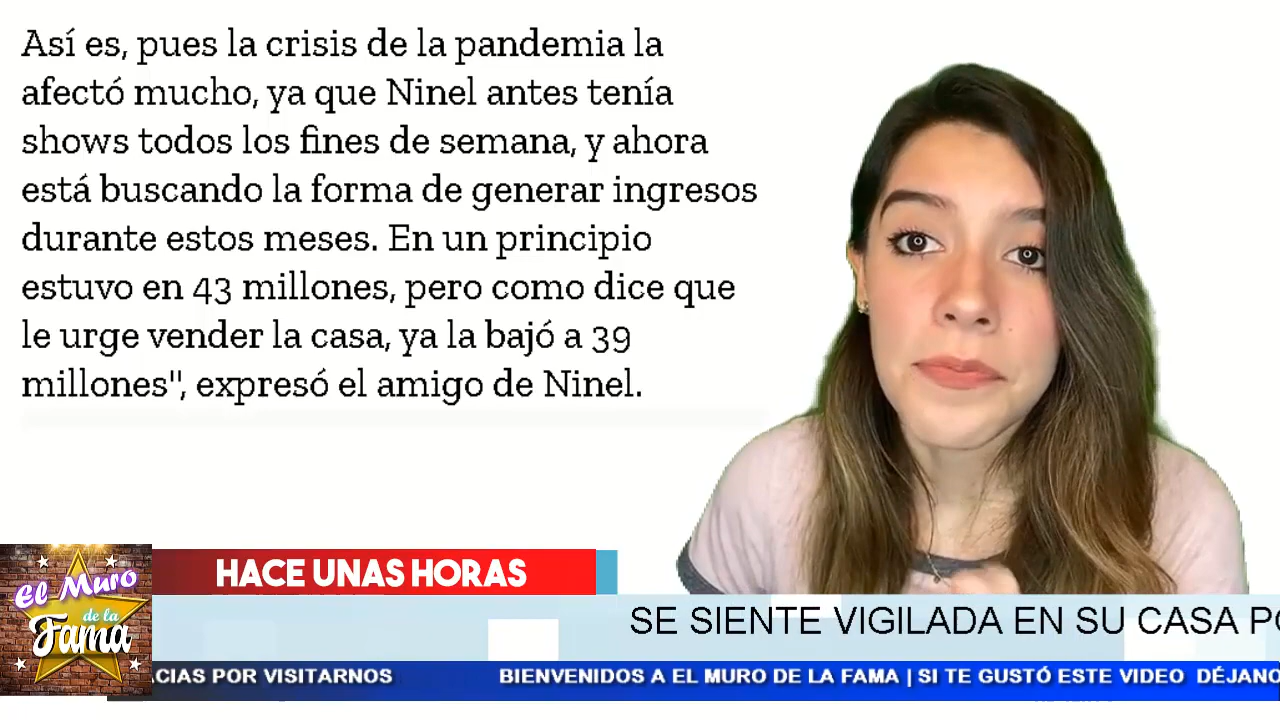 Así es, pues la crisis de la pandemia la
afectó mucho, ya que Ninel antes tenía
shows todos los fines de semana, y ahora
está buscando la forma de generar ingresos
durante estos meses. En un principio
estuvo en 43 millones, pero como dice que
le urge vender la casa, ya la bajó a 39
millones", expresó el amigo de Ninel.
HACE UNAS HORAS
El Muro
de la
Fama
SE SIENTE VIGILADA EN SU CASA
POR VISITARNOS BIENVENIDOS A EL MURO DE LA FAMA | SI TE GUSTÓ ESTE VIDEO